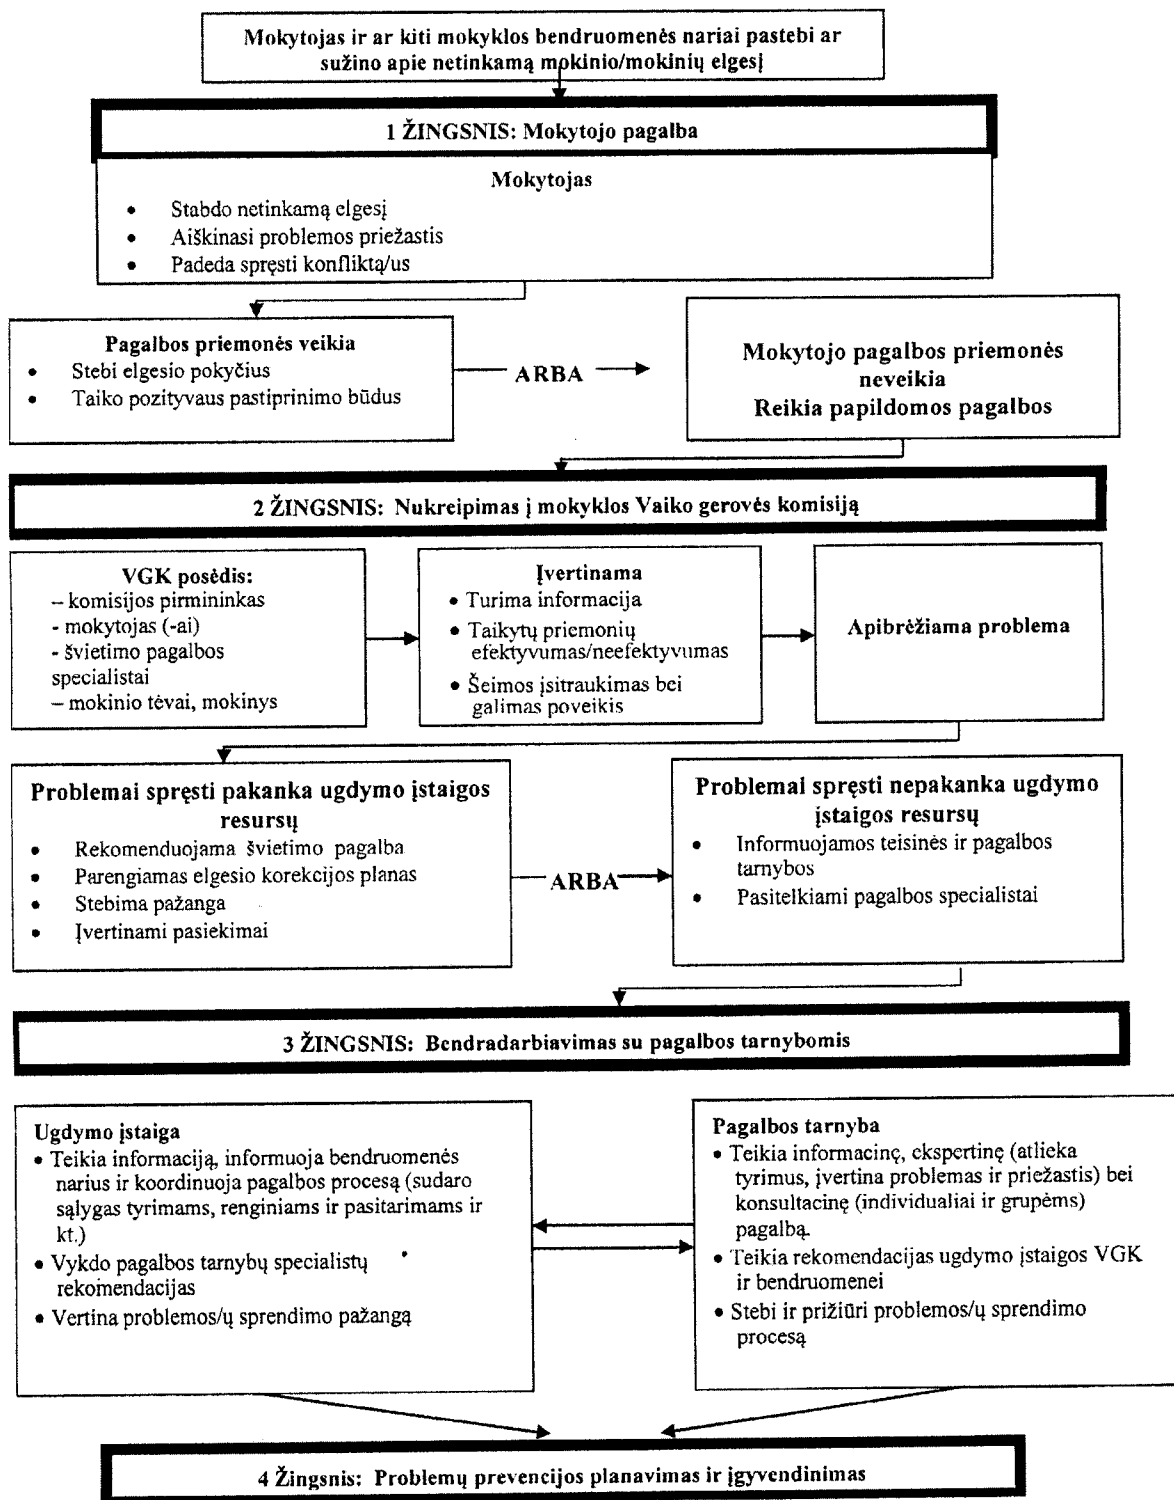 Mokytojas ir ar kiti mokyklos bendruomenės nariai pastebi ar
sužino apie netinkamą mokinio/mokinių elgesį
1 ŽINGSNIS: Mokytojo pagalba
Mokytojas
• Stabdo netinkamą elgesį
• Aiškinasi problemos priežastis
• Padeda spręsti konfliktą/us
Pagalbos priemonės veikia
• Stebi elgesio pokyčius
• Taiko pozityvaus pastiprinimo būdus
ARBA
Mokytojo pagalbos priemonės
neveikia
Reikia papildomos pagalbos
2 ŽINGSNIS: Nukreipimas į mokyklos Vaiko gerovės komisiją
VGK posėdis:
– komisijos pirmininkas
- mokytojas (-ai)
- švietimo pagalbos
specialistai
– mokinio tėvai, mokinys
Įvertinama
• Turima informacija
• Taikytų priemonių
efektyvumas/neefektyvumas
• Šeimos įsitraukimas bei
galimas poveikis
Apibrėžiama problema
Problemai spręsti pakanka ugdymo įstaigos
resursų
• Rekomenduojama švietimo pagalba
• Parengiamas elgesio korekcijos planas
• Stebima pažanga
• Įvertinami pasiekimai
ARBA
Problemai spręsti nepakanka ugdymo
įstaigos resursų
• Informuojamos teisinės ir pagalbos
tarnybos
• Pasitelkiami pagalbos specialistai
3 ŽINGSNIS: Bendradarbiavimas su pagalbos tarnybomis
Ugdymo įstaiga
• Teikia informaciją, informuoja bendruomenės
narius ir koordinuoja pagalbos procesą (sudaro
sąlygas tyrimams, renginiams ir pasitarimams ir
kt.)
• Vykdo pagalbos tarnybų specialistų
rekomendacijas
• Vertina problemos/ų sprendimo pažangą
Pagalbos tarnyba
• Teikia informacinę, ekspertinę (atlieka
tyrimus, įvertina problemas ir priežastis) bei
konsultacinę (individualiai ir grupėms)
pagalbą.
• Teikia rekomendacijas ugdymo įstaigos VGK
ir bendruomenei
• Stebi ir prižiūri problemos/ų sprendimo
procesą
4 Žingsnis: Problemų prevencijos planavimas ir įgyvendinimas